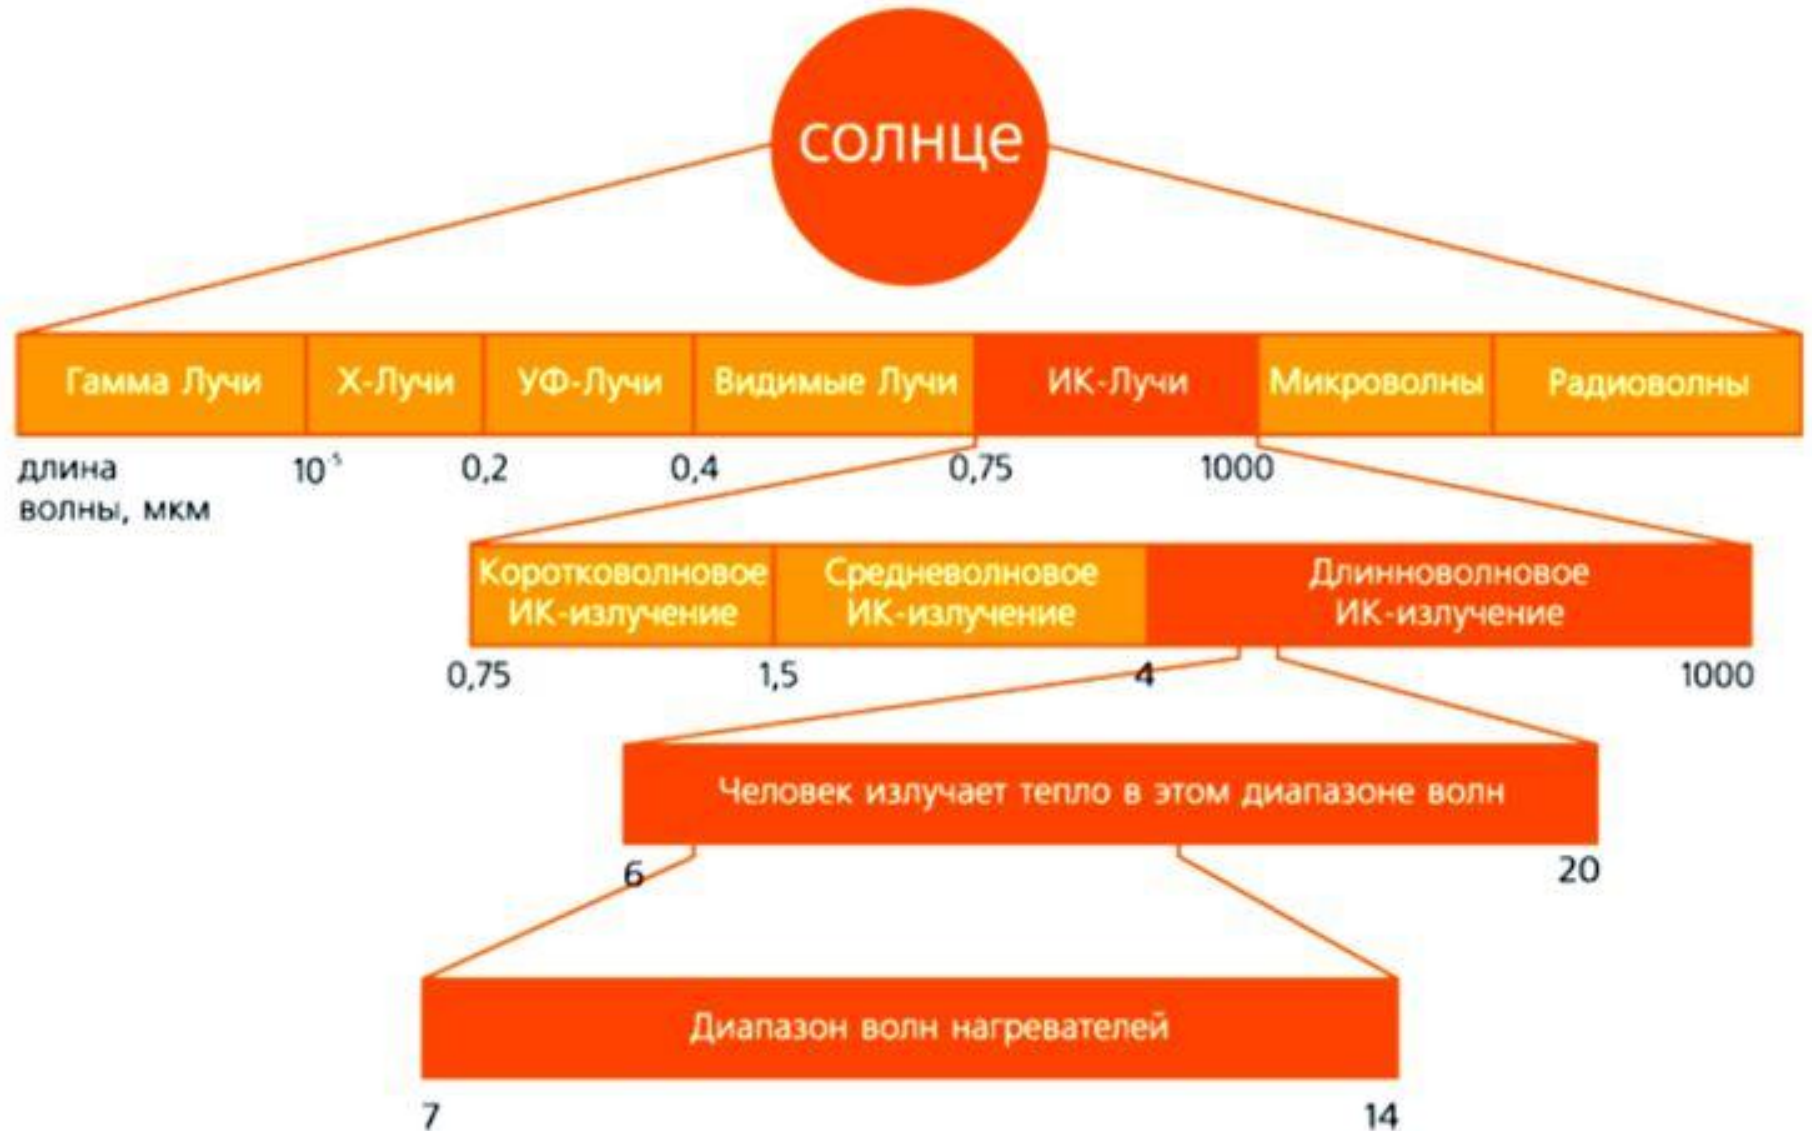 солнце
Гамма Лучи Х-Лучи УФ-Лучи Видимые Лучи ИК-Лучи Микроволны Радиоволны
длина 10⁻⁵ 0,2 0,4 0,75 1000
волны, мкм
Коротковолновое Средневолновое Длинноволновое
ИК-излучение ИК-излучение ИК-излучение
0,75 1,5 4 1000
Человек излучает тепло в этом диапазоне волн
6 20
Диапазон волн нагревателей
7 14